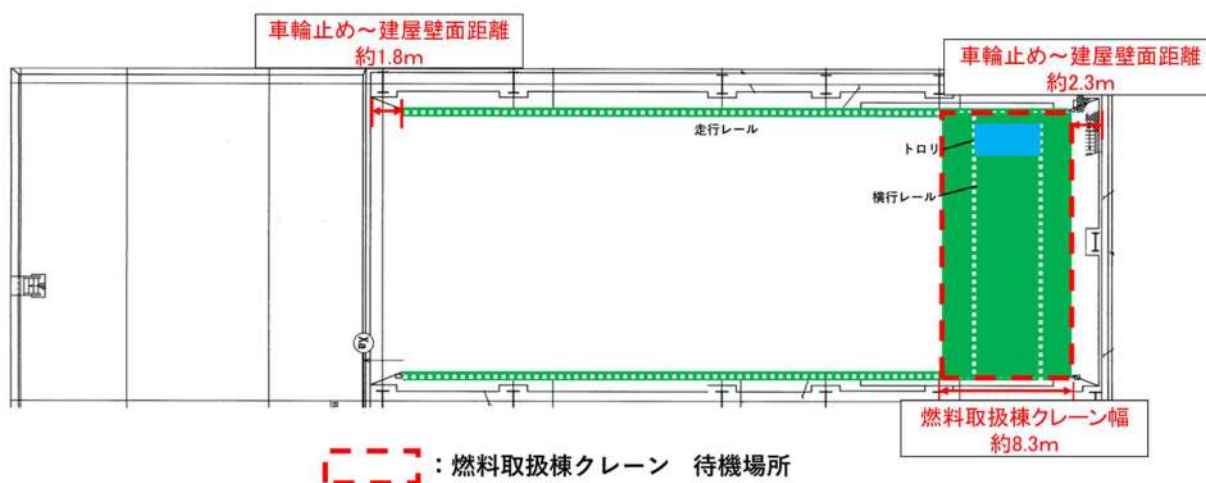 車輪止め～建屋壁面距離
約1.8m
車輪止め～建屋壁面距離
約2.3m
走行レール
トロリ
横行レール
Xa
燃料取扱棟クレーン幅
約8.3m
：燃料取扱棟クレーン　待機場所